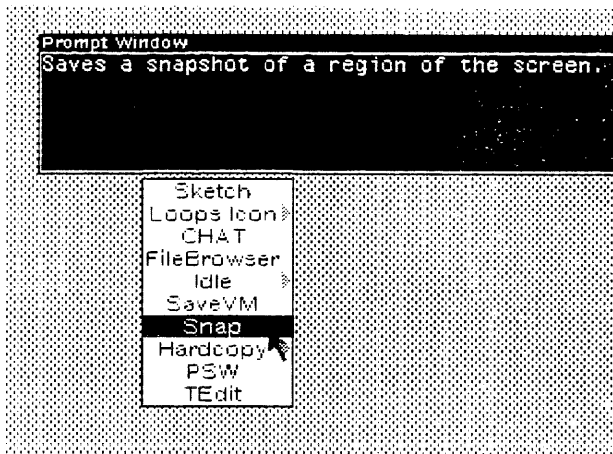 Prompt Window
Saves a snapshot of a region of the screen.
Sketch
Loops Icon
CHAT
FileBrowser
Idle
SaveVM
Snap
Hardcopy
PSW
TEdit